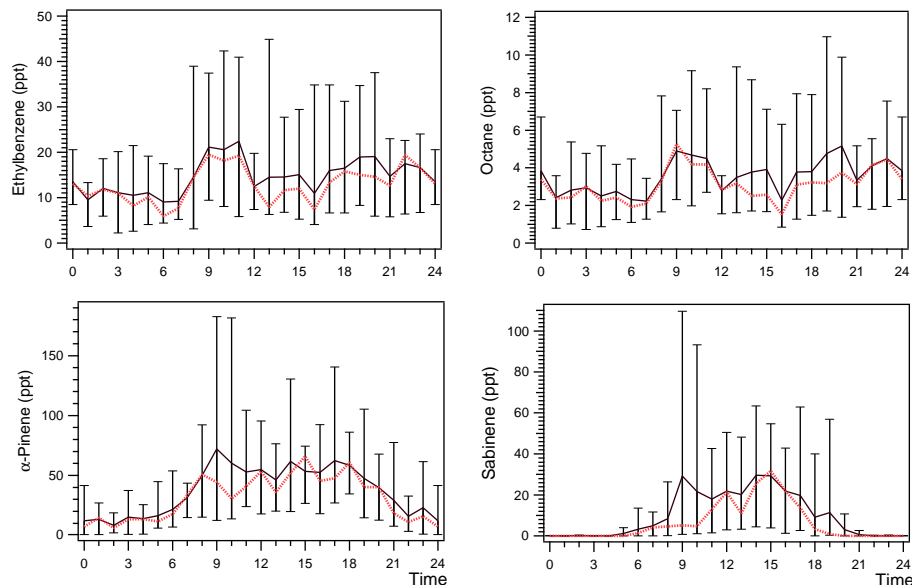 50
40
30
20
10
0
Ethylbenzene (ppt)
0 3 6 9 12 15 18 21 24
12
10
8
6
4
2
0
Octane (ppt)
0 3 6 9 12 15 18 21 24
150
100
50
0
α-Pinene (ppt)
0 3 6 9 12 15 18 21 24
Time
100
80
60
40
20
0
Sabinene (ppt)
0 3 6 9 12 15 18 21 24
Time